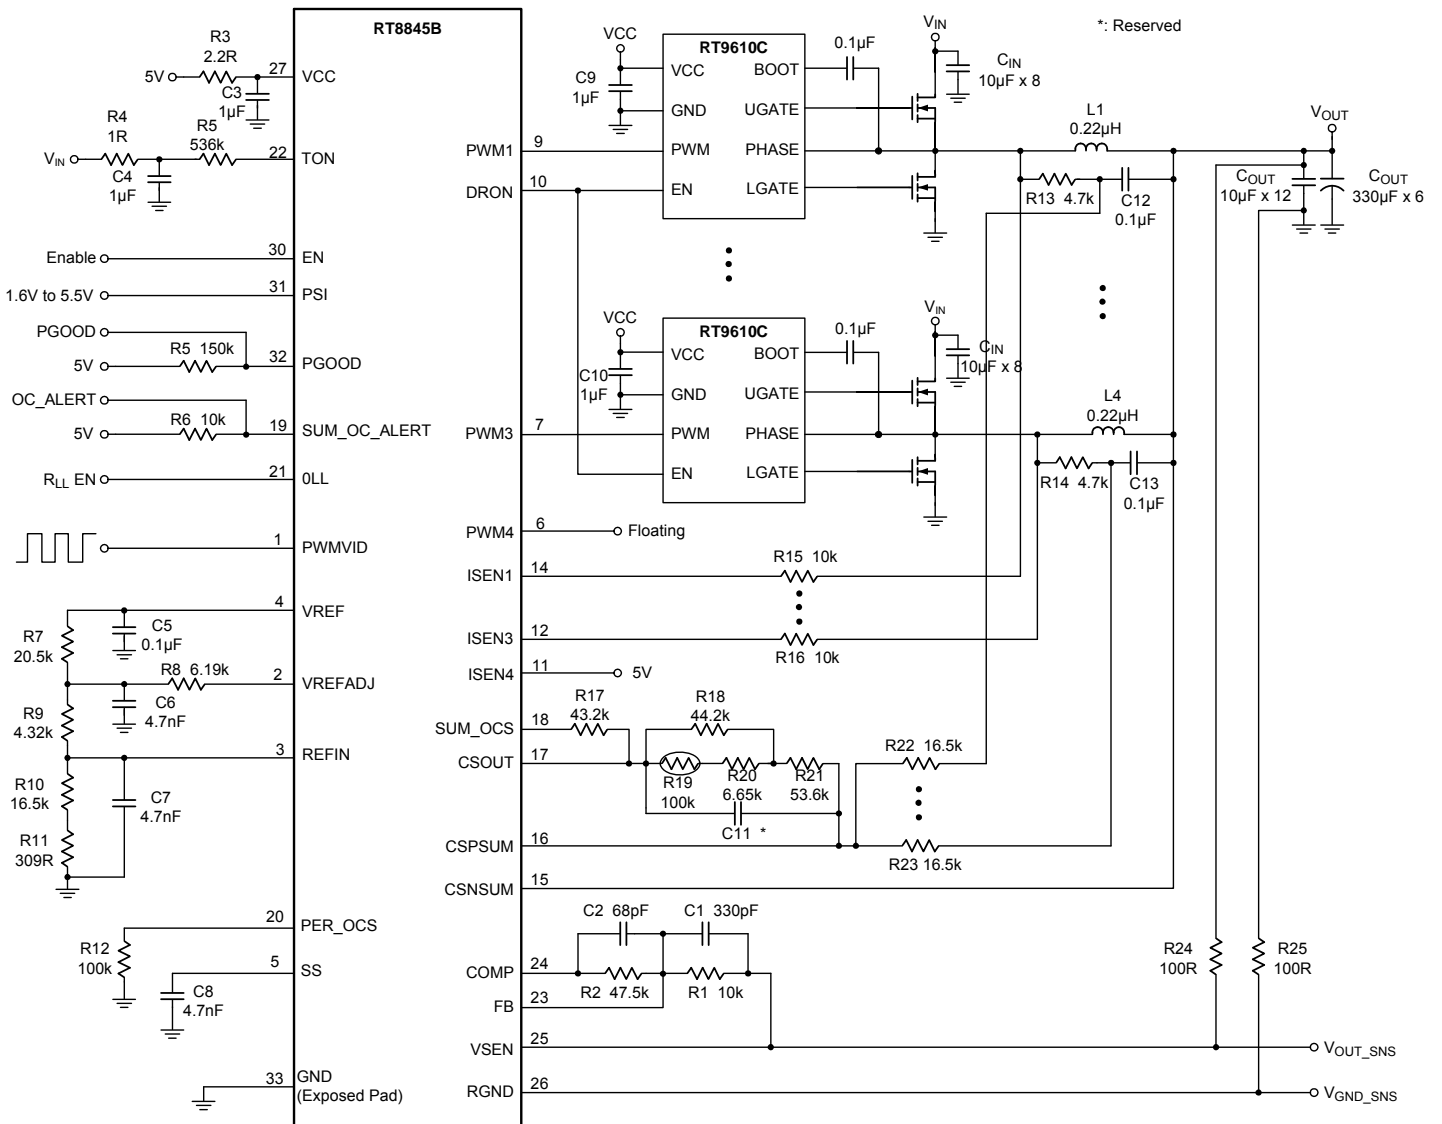 RT8845B
R3
2.2R
5V
27
VCC
C3
1µF
R4
1R
R5
536k
VIN
22
TON
C4
1µF
Enable
30
EN
1.6V to 5.5V
31
PSI
PGOOD
5V
R5 150k
32
PGOOD
OC_ALERT
5V
R6 10k
19
SUM_OC_ALERT
RLL EN
21
0LL
1
PWMVID
4
VREF
C5
0.1µF
R7
20.5k
R8 6.19k
2
VREFADJ
C6
4.7nF
R9
4.32k
3
REFIN
R10
16.5k
C7
4.7nF
R11
309R
20
PER_OCS
R12
100k
5
SS
C8
4.7nF
33
GND
(Exposed Pad)
PWM1
9
DRON
10
PWM3
7
PWM4
6
Floating
ISEN1
14
R15 10k
ISEN3
12
R16 10k
ISEN4
11
5V
SUM_OCS
18
R17
43.2k
R18
44.2k
CSOUT
17
R19
100k
R20
6.65k
R21
53.6k
C11 *
CSPSUM
16
R22 16.5k
R23 16.5k
CSNSUM
15
C2 68pF
C1 330pF
COMP
24
R2 47.5k
R1 10k
FB
23
VSEN
25
VOUT_SNS
RGND
26
VGND_SNS
R24
100R
R25
100R
VCC
C9
1µF
RT9610C
VCC
BOOT
GND
UGATE
PWM
PHASE
EN
LGATE
0.1µF
VIN
CIN
10µF x 8
*: Reserved
L1
0.22µH
VOUT
R13 4.7k
C12
0.1µF
COUT
10µF x 12
COUT
330µF x 6
VCC
C10
1µF
RT9610C
VCC
BOOT
GND
UGATE
PWM
PHASE
EN
LGATE
0.1µF
VIN
CIN
10µF x 8
L4
0.22µH
R14 4.7k
C13
0.1µF